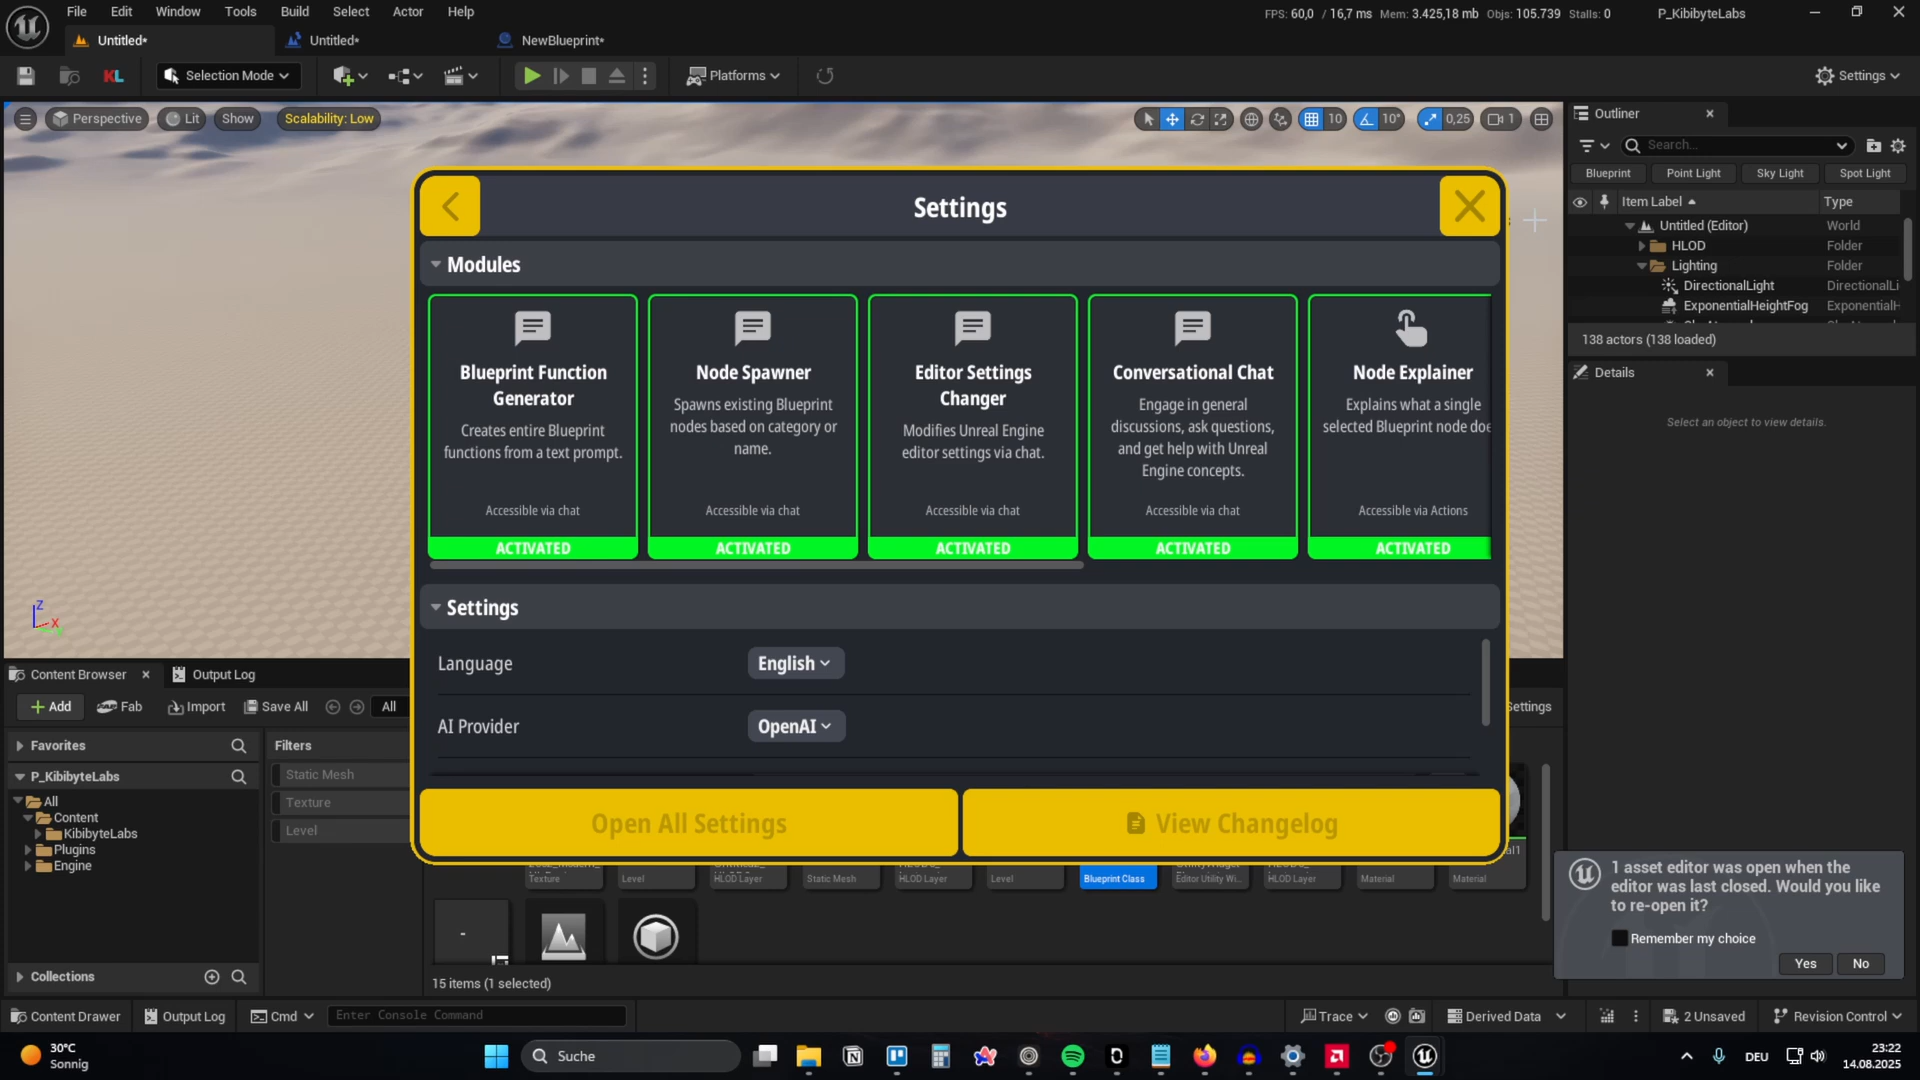 File Edit Window Tools Build Select Actor Help
FPS: 60,0 / 16,7 ms Mem: 3.425,18 mb Objs: 105.739 Stalls: 0 P_KibibyteLabs
Untitled* Untitled* NewBlueprint*
KL Selection Mode Platforms Settings
Perspective Lit Show Scalability: Low 10 10° 0,25 1
Outliner
Search...
Blueprint Point Light Sky Light Spot Light
Item Label Type
Untitled (Editor) World
HLOD Folder
Lighting Folder
DirectionalLight DirectionalLi
ExponentialHeightFog ExponentialH
138 actors (138 loaded)
Details
Select an object to view details.
Settings
Modules
Blueprint Function
Generator
Creates entire Blueprint
functions from a text prompt.
Accessible via chat
ACTIVATED
Node Spawner
Spawns existing Blueprint
nodes based on category or
name.
Accessible via chat
ACTIVATED
Editor Settings
Changer
Modifies Unreal Engine
editor settings via chat.
Accessible via chat
ACTIVATED
Conversational Chat
Engage in general
discussions, ask questions,
and get help with Unreal
Engine concepts.
Accessible via chat
ACTIVATED
Node Explainer
Explains what a single
selected Blueprint node doe
Accessible via Actions
ACTIVATED
Settings
Language English
AI Provider OpenAI
Open All Settings View Changelog
Z
X
Content Browser Output Log
Add Fab Import Save All All
Settings
Favorites
P_KibibyteLabs
All
Content
KibibyteLabs
Plugins
Engine
Collections
Filters
Static Mesh
Texture
Level
Texture Level HLOD Layer Static Mesh HLOD Layer Level Blueprint Class Editor Utility Wi... HLOD Layer Material Material
15 items (1 selected)
1 asset editor was open when the
editor was last closed. Would you like
to re-open it?
Remember my choice
Yes No
Content Drawer Output Log Cmd Enter Console Command Trace Derived Data 2 Unsaved Revision Control
30°C
Sonnig
Suche
DEU
23:22
14.08.2025